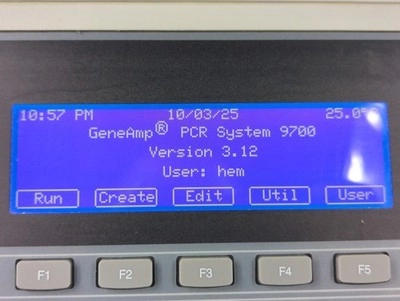 10:57 PM 10/03/25 25.0°C
GeneAmp® PCR System 9700
Version 3.12
User: hem
Run Create Edit Util User
F1 F2 F3 F4 F5